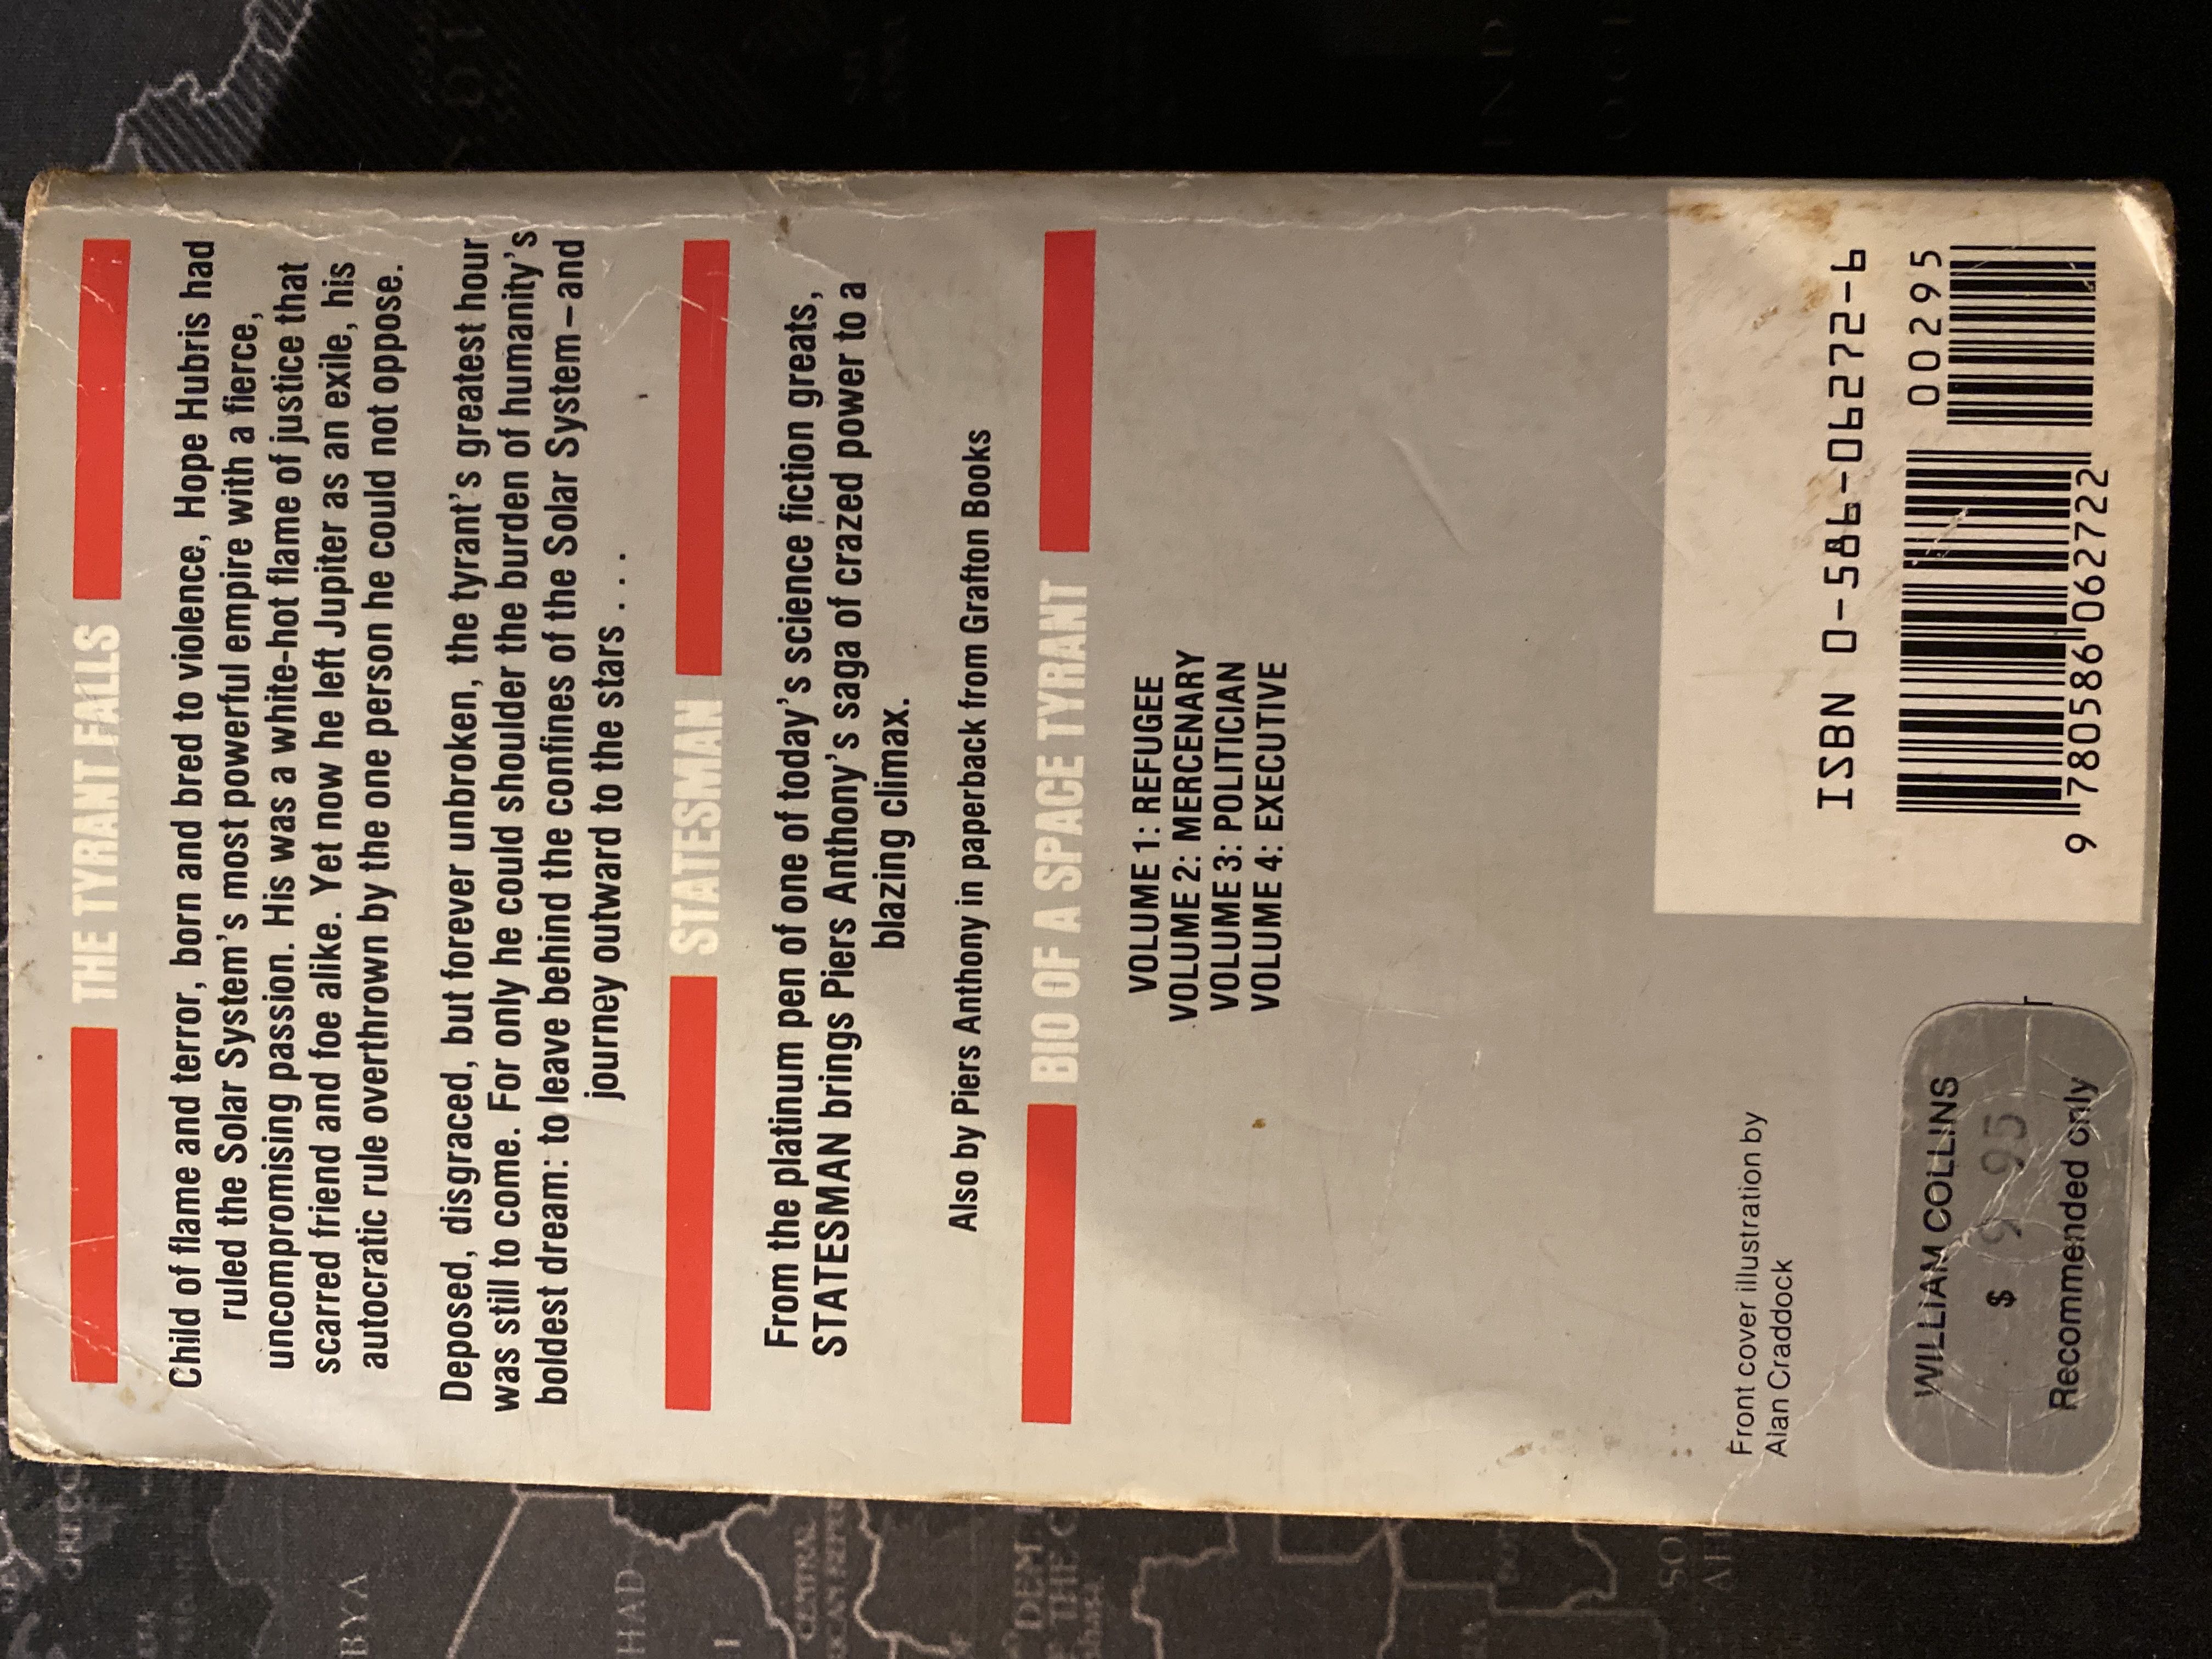 THE TYRANT FALLS
Child of flame and terror, born and bred to violence, Hope Hubris had
ruled the Solar System's most powerful empire with a fierce,
uncompromising passion. His was a white-hot flame of justice that
scarred friend and foe alike. Yet now he left Jupiter as an exile, his
autocratic rule overthrown by the one person he could not oppose.
Deposed, disgraced, but forever unbroken, the tyrant's greatest hour
was still to come. For only he could shoulder the burden of humanity's
boldest dream: to leave behind the confines of the Solar System–and
journey outward to the stars . . .
STATESMAN
From the platinum pen of one of today's science fiction greats,
STATESMAN brings Piers Anthony's saga of crazed power to a
blazing climax.
Also by Piers Anthony in paperback from Grafton Books
BIO OF A SPACE TYRANT
VOLUME 1: REFUGEE
VOLUME 2: MERCENARY
VOLUME 3: POLITICIAN
VOLUME 4: EXECUTIVE
Front cover illustration by
Alan Craddock
WILLIAM COLLINS
$ 9 95
Recommended only
ISBN 0-586-06272-6
00295
9 780586 062722
HAD
CENTRAL
DEM
THE